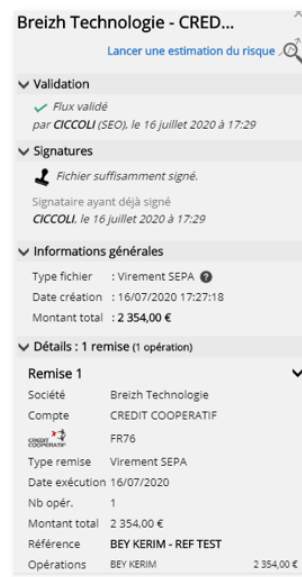 Breizh Technologie - CRED...
Lancer une estimation du risque
Validation
Flux validé
par CICCOLI (SEO), le 16 juillet 2020 à 17:29
Signatures
Fichier suffisamment signé.
Signataire ayant déjà signé
CICCOLI, le 16 juillet 2020 à 17:29
Informations générales
Type fichier : Virement SEPA ?
Date création : 16/07/2020 17:27:18
Montant total : 2 354,00 €
Détails : 1 remise (1 opération)
Remise 1
Société Breizh Technologie
Compte CREDIT COOPERATIF
CREDIT COOPERATIF FR76
Type remise Virement SEPA
Date exécution 16/07/2020
Nb opér. 1
Montant total 2 354,00 €
Référence BEY KERIM - REF TEST
Opérations BEY KERIM 2 354,00 €